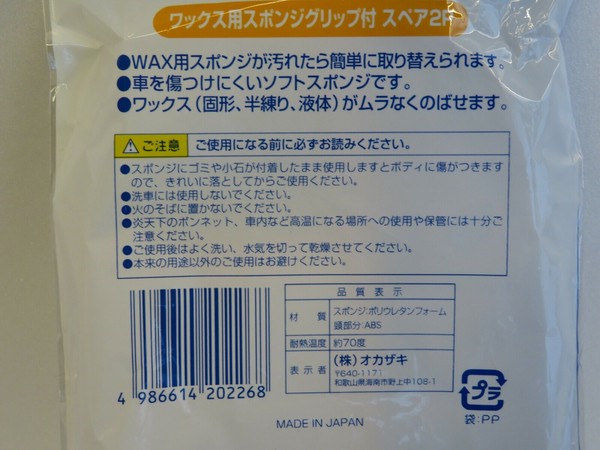 ワックス用スポンジグリップ付 スペア2P
●WAX用スポンジが汚れたら簡単に取り替えられます。
●車を傷つけにくいソフトスポンジです。
●ワックス(固形、半練り、液体)がムラなくのばせます。
ご注意 ご使用になる前に必ずお読みください。
●スポンジにゴミや小石が付着したまま使用しますとボディに傷がつきます
ので、きれいに落としてからご使用ください。
●洗車には使用しないでください。
●火のそばに置かないでください。
●炎天下のボンネット、車内など高温になる場所への使用や保管には十分ご
注意ください。
●ご使用後はよく洗い、水気を切って乾燥させてください。
●本来の用途以外のご使用はお避けください。
品質表示
材質 スポンジ:ポリウレタンフォーム
頭部分:ABS
耐熱温度 約70度
表示者 (株)オカザキ
〒640-1171
和歌山県海南市野上中108-1
4 986614 202268
プラ
袋:PP
MADE IN JAPAN